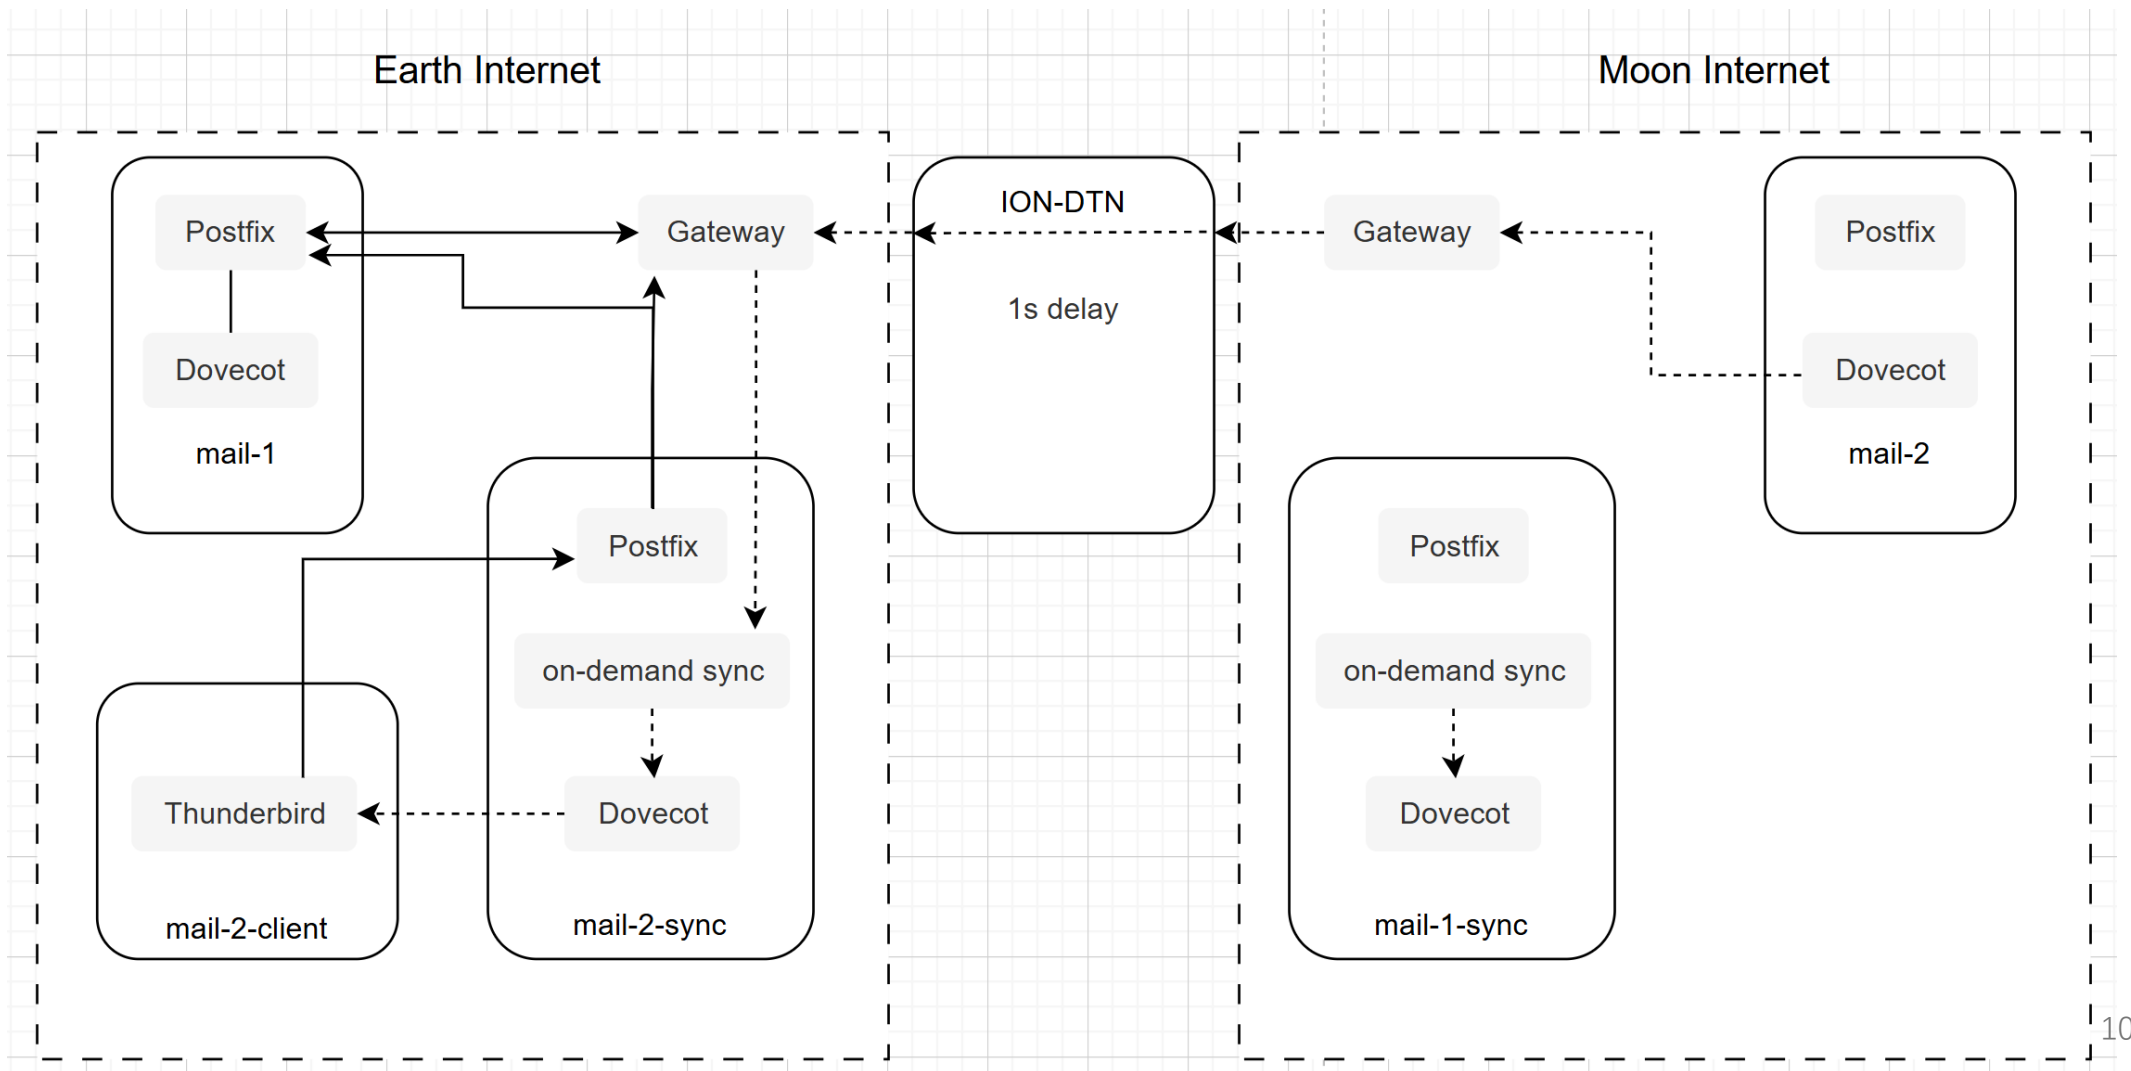 Earth Internet
Moon Internet
Postfix
Gateway
ION-DTN
Gateway
Postfix
1s delay
Dovecot
Dovecot
mail-1
mail-2
Postfix
Postfix
on-demand sync
on-demand sync
Thunderbird
Dovecot
Dovecot
mail-2-client
mail-2-sync
mail-1-sync
10